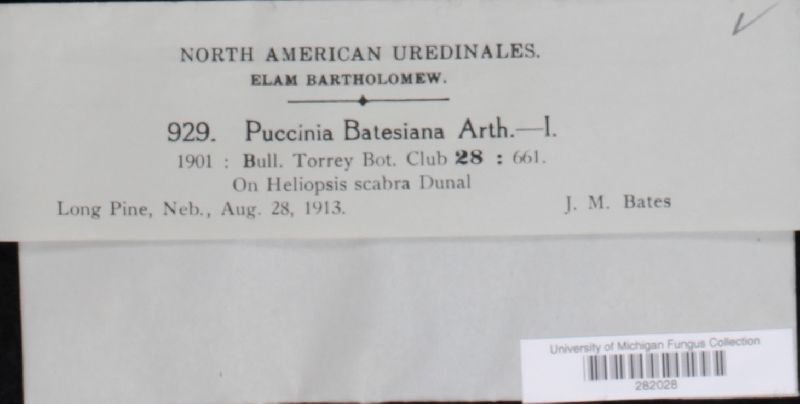 NORTH AMERICAN UREDINALES.
ELAM BARTHOLOMEW.
929. Puccinia Batesiana Arth.—I.
1901 : Bull. Torrey Bot. Club 28 : 661.
On Heliopsis scabra Dunal
Long Pine, Neb., Aug. 28, 1913. J. M. Bates
University of Michigan Fungus Collection
282028